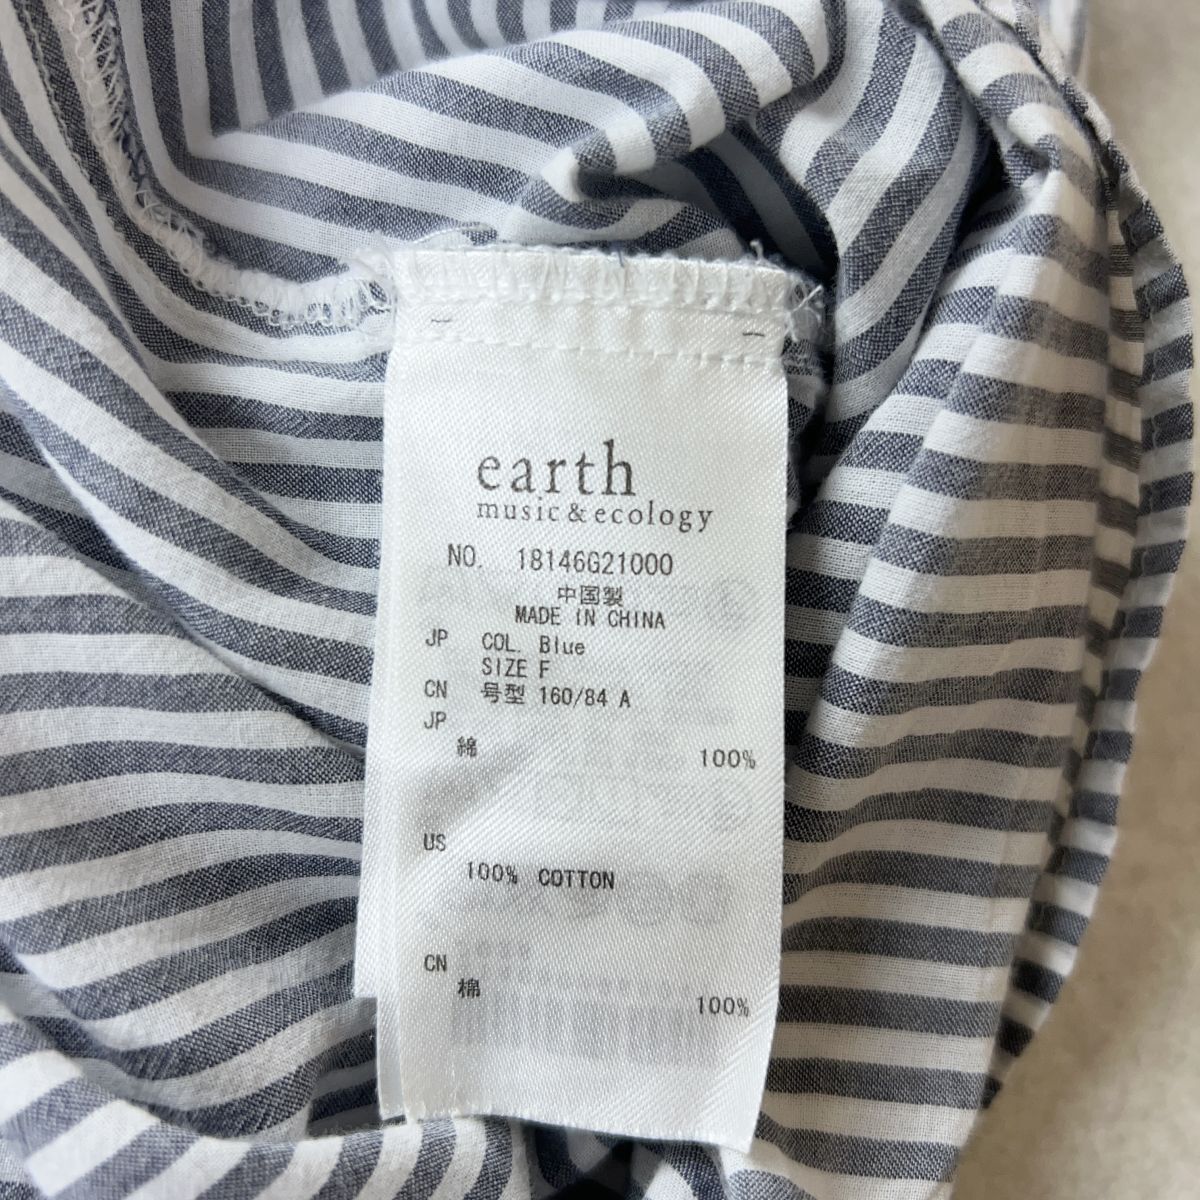 earth
music & ecology
NO. 18146G21000
中国製
MADE IN CHINA
JP COL. Blue
SIZE F
CN 号型 160/84 A
JP
綿 100%
US
100% COTTON
CN
棉 100%